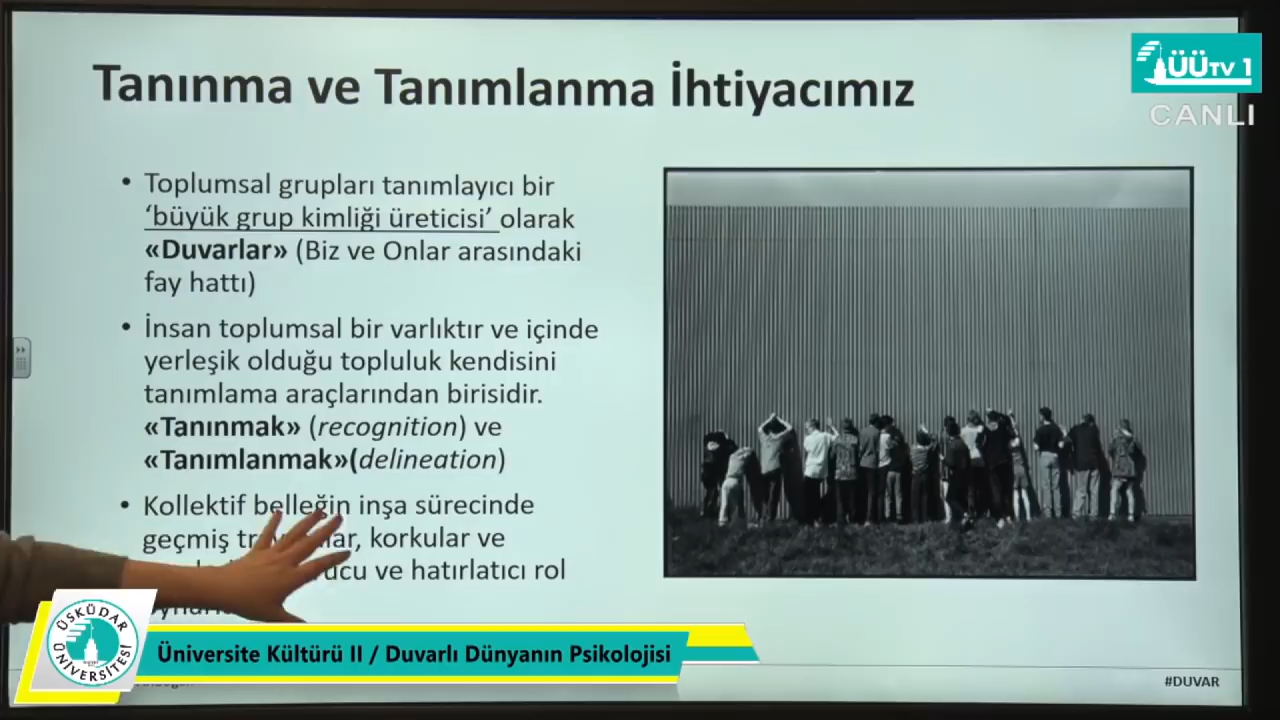 Tanınma ve Tanımlanma İhtiyacımız
ÜÜTV 1
CANLI
• Toplumsal grupları tanımlayıcı bir
‘büyük grup kimliği üreticisi’ olarak
«Duvarlar» (Biz ve Onlar arasındaki
fay hattı)
• İnsan toplumsal bir varlıktır ve içinde
yerleşik olduğu topluluk kendisini
tanımlama araçlarından birisidir.
«Tanınmak» (recognition) ve
«Tanımlanmak»(delineation)
• Kollektif belleğin inşa sürecinde
geçmiş korkular ve
ve hatırlatıcı rol
ÜSKÜDAR ÜNİVERSİTESİ
Üniversite Kültürü II / Duvarlı Dünyanın Psikolojisi
#DUVAR